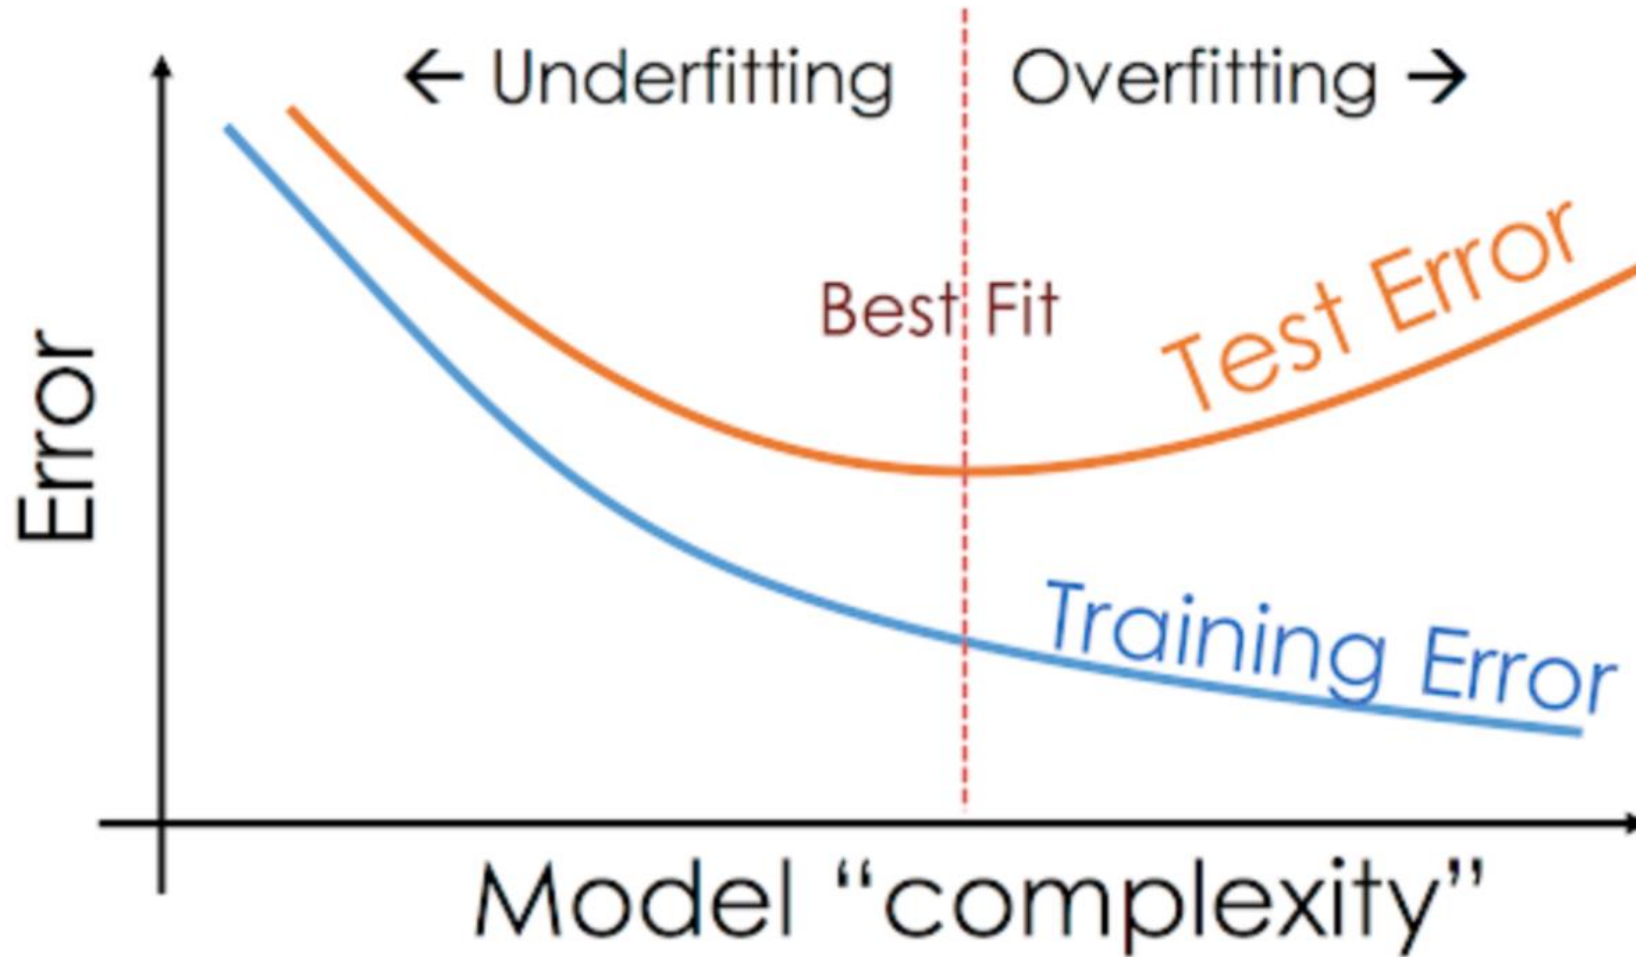 ← Underfitting
Overfitting →
Best Fit
Test Error
Error
Training Error
Model “complexity”